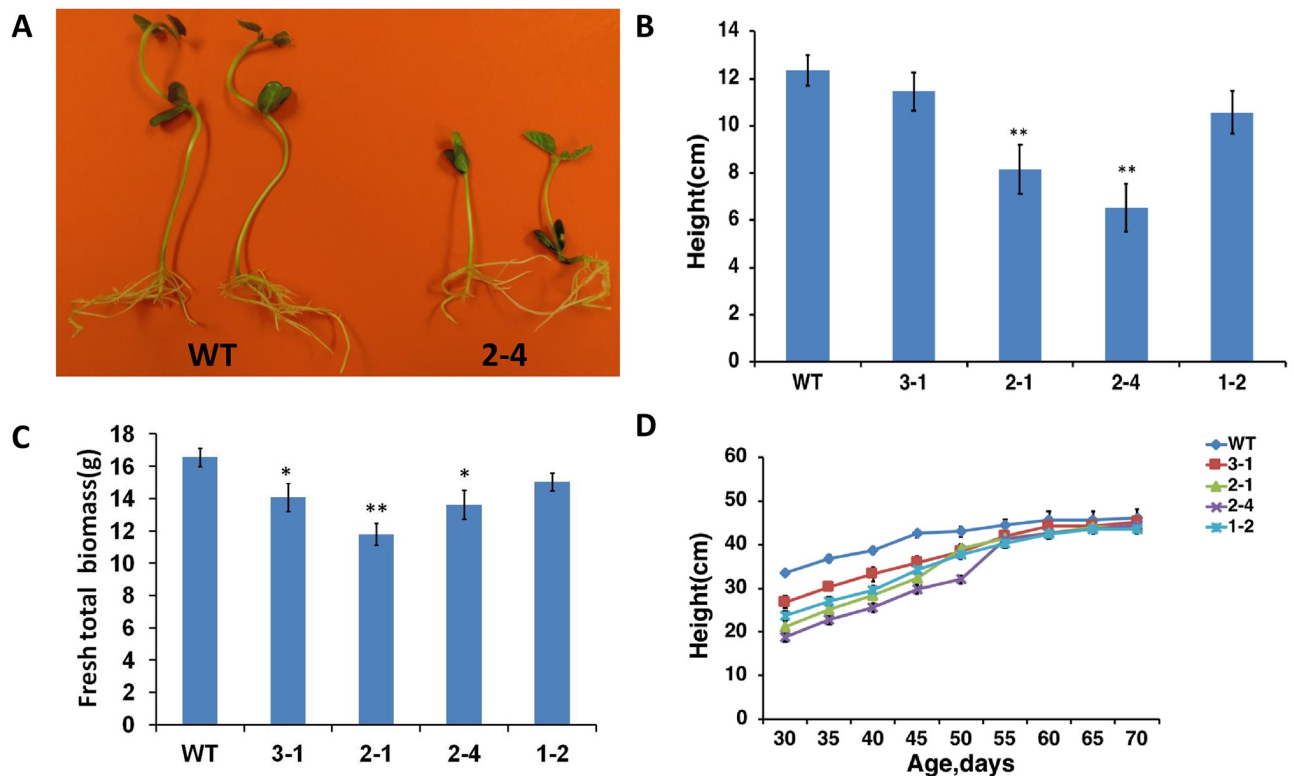 A
WT
2-4
B
Height(cm)
14
12
10
8
6
4
2
0
**
**
WT 3-1 2-1 2-4 1-2
C
Fresh total biomass(g)
18
16
14
12
10
8
6
4
2
0
*
**
*
WT 3-1 2-1 2-4 1-2
D
Height(cm)
60
50
40
30
20
10
0
30 35 40 45 50 55 60 65 70
Age,days
WT
3-1
2-1
2-4
1-2